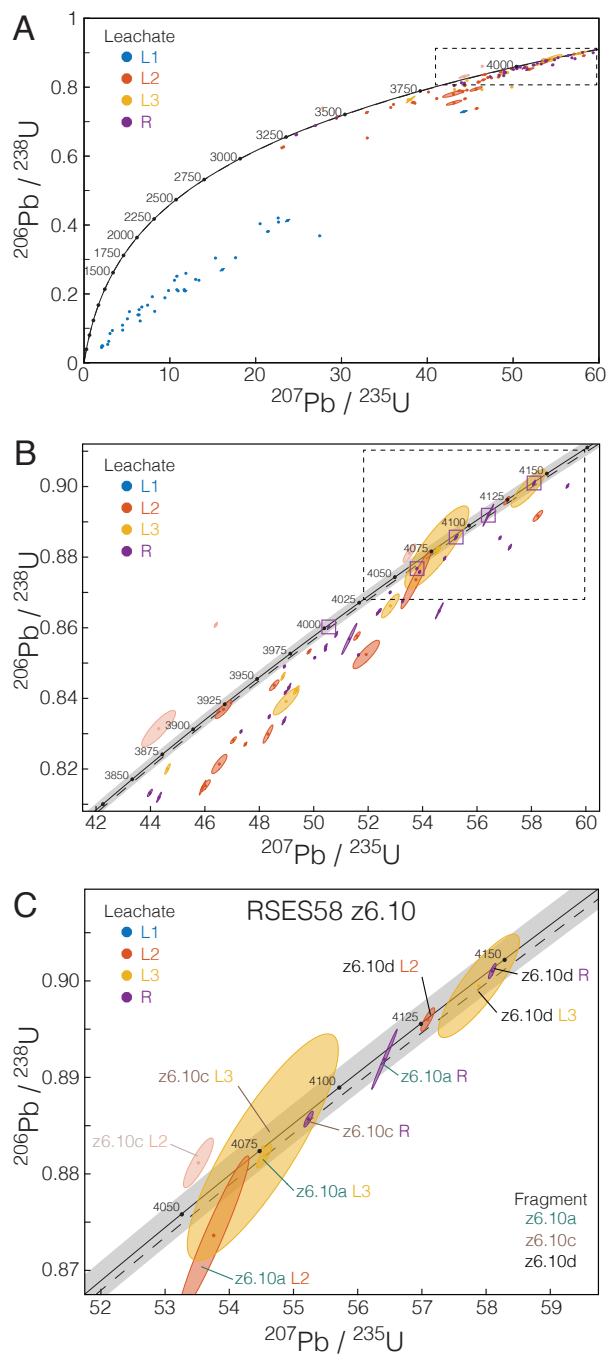 A
Leachate
L1
L2
L3
R
206Pb / 238U
1
0.8
0.6
0.4
0.2
0
4000
3750
3500
3250
3000
2750
2500
2250
2000
1750
1500
0 10 20 30 40 50 60
207Pb / 235U
B
Leachate
L1
L2
L3
R
206Pb / 238U
0.90
0.88
0.86
0.84
0.82
4150
4125
4100
4075
4050
4025
4000
3975
3950
3925
3900
3875
3850
42 44 46 48 50 52 54 56 58 60
207Pb / 235U
C
RSES58 z6.10
Leachate
L1
L2
L3
R
206Pb / 238U
0.90
0.89
0.88
0.87
4150
z6.10d R
z6.10d L2
4125
z6.10d L3
z6.10c L3
4100
z6.10a R
z6.10c R
z6.10c L2
4075
z6.10a L3
4050
z6.10a L2
Fragment
z6.10a
z6.10c
z6.10d
52 53 54 55 56 57 58 59
207Pb / 235U